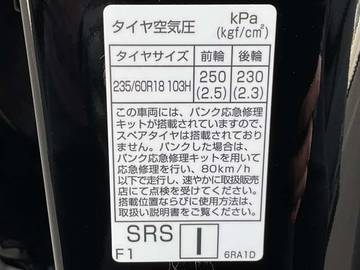 タイヤ空気圧 kPa
(kgf/c㎡)
タイヤサイズ 前輪 後輪
235/60R18 103H 250 230
(2.5) (2.3)
この車両には、パンク応急修理
キットが搭載されておりますので、
スペアタイヤは搭載されておりま
せん。パンクした場合は、
パンク応急修理キットを用いて
応急修理を行い、80km/h
以下で走行し、速やかに取扱販売
店にて点検を受けてください。
搭載位置ならびに使用方法は、
取扱い説明書をご覧ください。
SRS I
F1 6RA1D